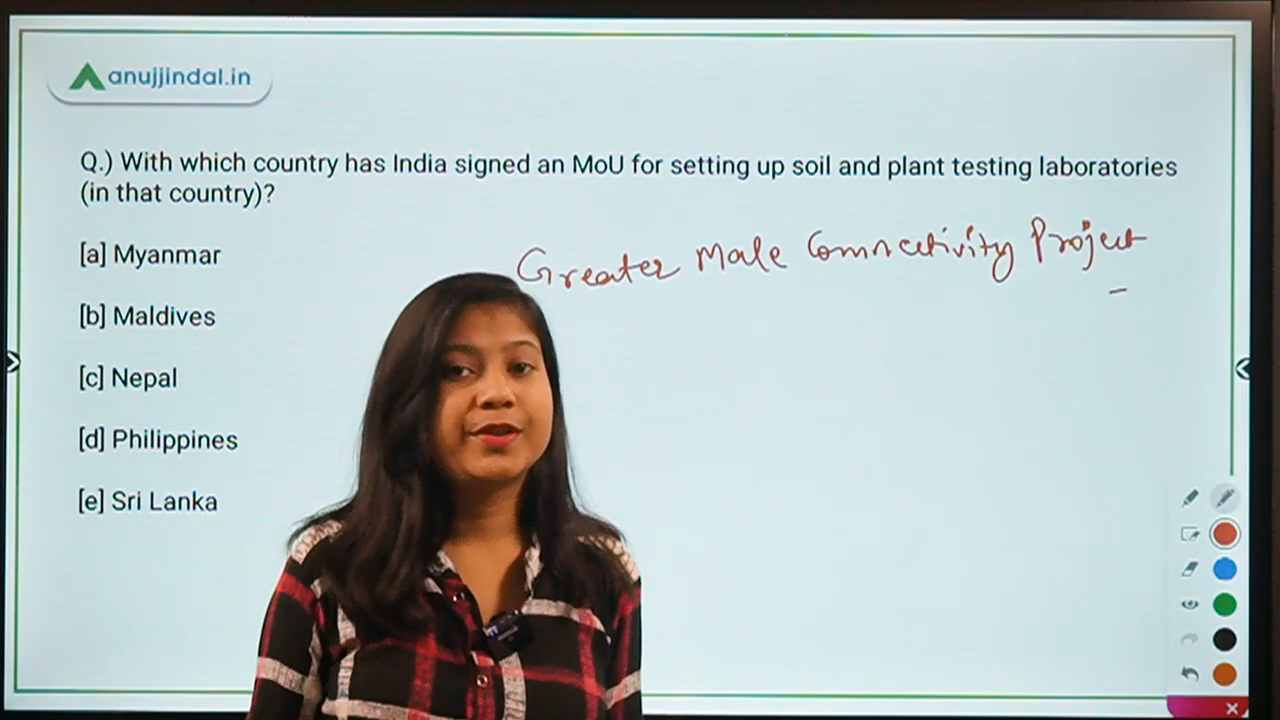 anujjindal.in
Q.) With which country has India signed an MoU for setting up soil and plant testing laboratories
(in that country)?
[a] Myanmar
Greater Male Connectivity Project
[b] Maldives
[c] Nepal
[d] Philippines
[e] Sri Lanka